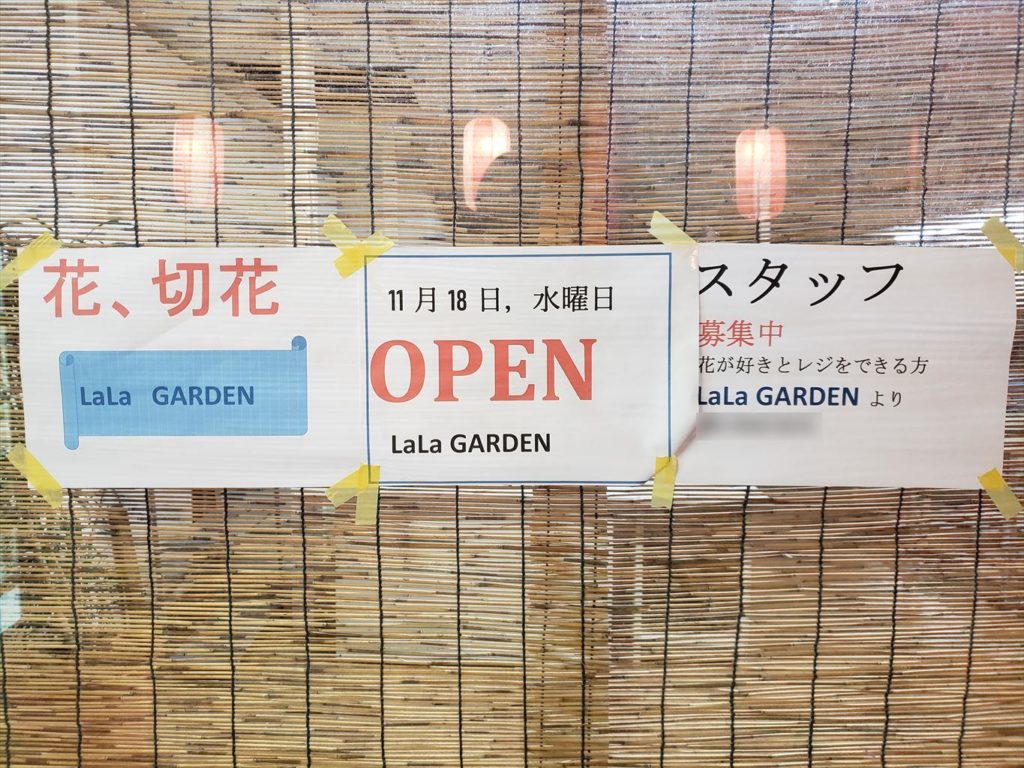 花、切花
LaLa GARDEN
11月18日，水曜日
OPEN
LaLa GARDEN
スタッフ
募集中
花が好きとレジをできる方
LaLa GARDEN より